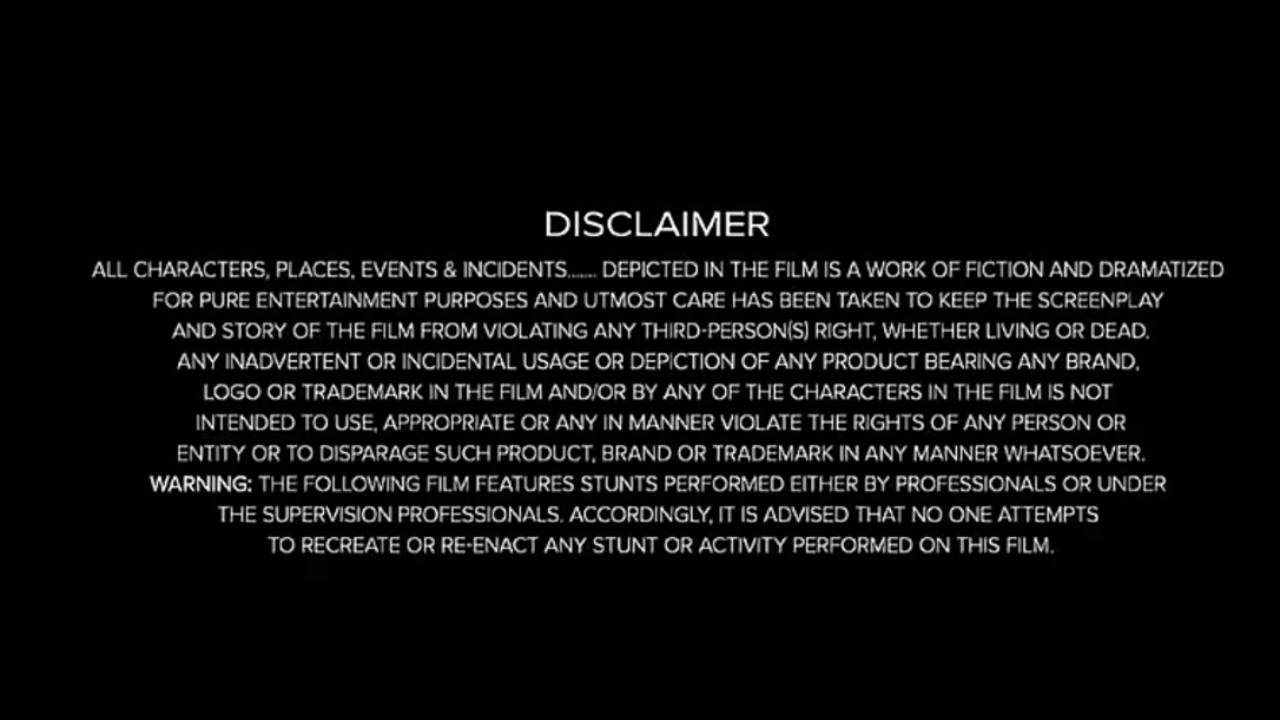 DISCLAIMER
ALL CHARACTERS, PLACES, EVENTS & INCIDENTS....... DEPICTED IN THE FILM IS A WORK OF FICTION AND DRAMATIZED
FOR PURE ENTERTAINMENT PURPOSES AND UTMOST CARE HAS BEEN TAKEN TO KEEP THE SCREENPLAY
AND STORY OF THE FILM FROM VIOLATING ANY THIRD-PERSON(S) RIGHT, WHETHER LIVING OR DEAD.
ANY INADVERTENT OR INCIDENTAL USAGE OR DEPICTION OF ANY PRODUCT BEARING ANY BRAND,
LOGO OR TRADEMARK IN THE FILM AND/OR BY ANY OF THE CHARACTERS IN THE FILM IS NOT
INTENDED TO USE, APPROPRIATE OR ANY IN MANNER VIOLATE THE RIGHTS OF ANY PERSON OR
ENTITY OR TO DISPARAGE SUCH PRODUCT, BRAND OR TRADEMARK IN ANY MANNER WHATSOEVER.
WARNING: THE FOLLOWING FILM FEATURES STUNTS PERFORMED EITHER BY PROFESSIONALS OR UNDER
THE SUPERVISION PROFESSIONALS. ACCORDINGLY, IT IS ADVISED THAT NO ONE ATTEMPTS
TO RECREATE OR RE-ENACT ANY STUNT OR ACTIVITY PERFORMED ON THIS FILM.